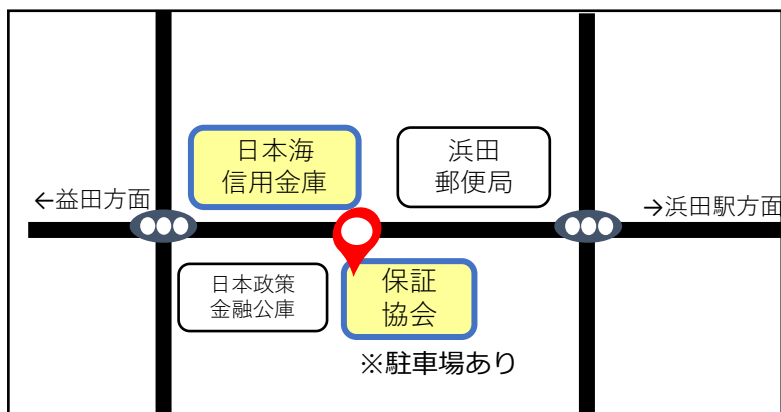 日本海
信用金庫
浜田
郵便局
←益田方面
→浜田駅方面
日本政策
金融公庫
保証
協会
※駐車場あり